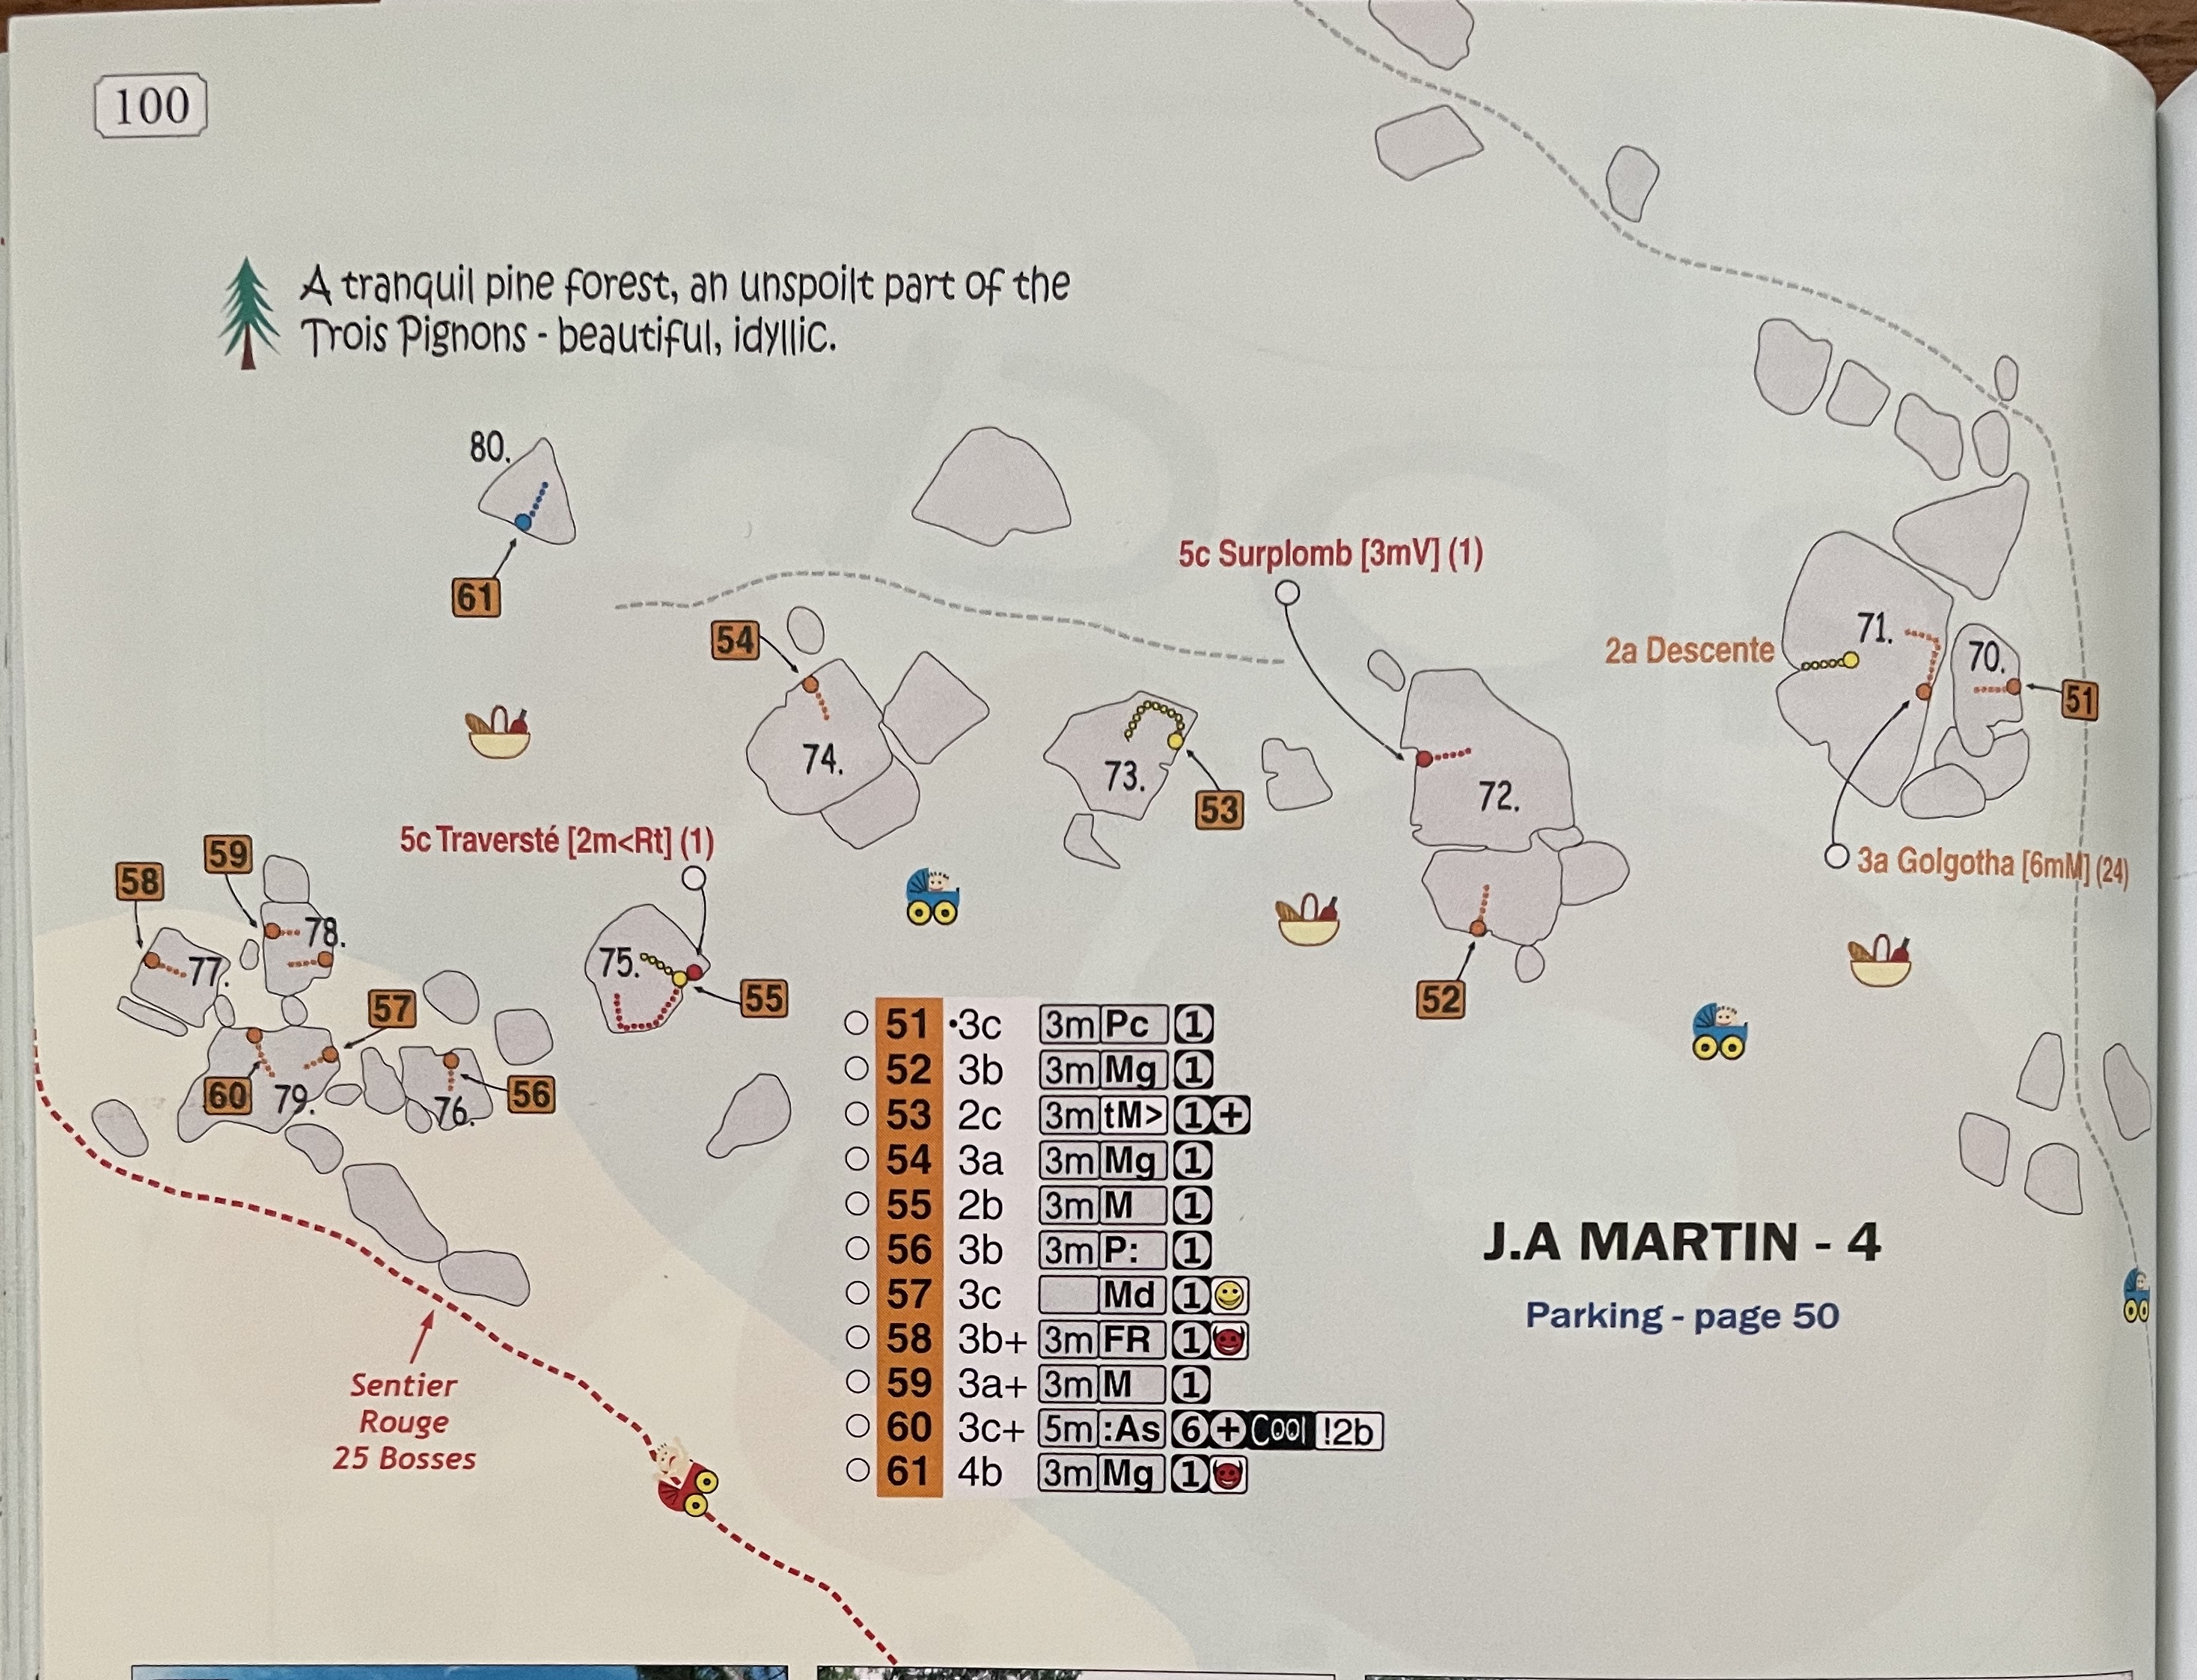 100
A tranquil pine forest, an unspoilt part of the
Trois Pignons - beautiful, idyllic.
80.
61
5c Surplomb [3mV] (1)
54
74.
73.
53
72.
52
2a Descente
71.
70.
51
3a Golgotha [6mM] (24)
5c Traversté [2m<Rt] (1)
75.
55
59
58
78.
77.
57
60
79.
76.
56
51 •3c 3m Pc 1
52 3b 3m Mg 1
53 2c 3m tM> 1 +
54 3a 3m Mg 1
55 2b 3m M 1
56 3b 3m P: 1
57 3c Md 1
58 3b+ 3m FR 1
59 3a+ 3m M 1
60 3c+ 5m :As 6 + Cool !2b
61 4b 3m Mg 1
J.A MARTIN - 4
Parking - page 50
Sentier
Rouge
25 Bosses